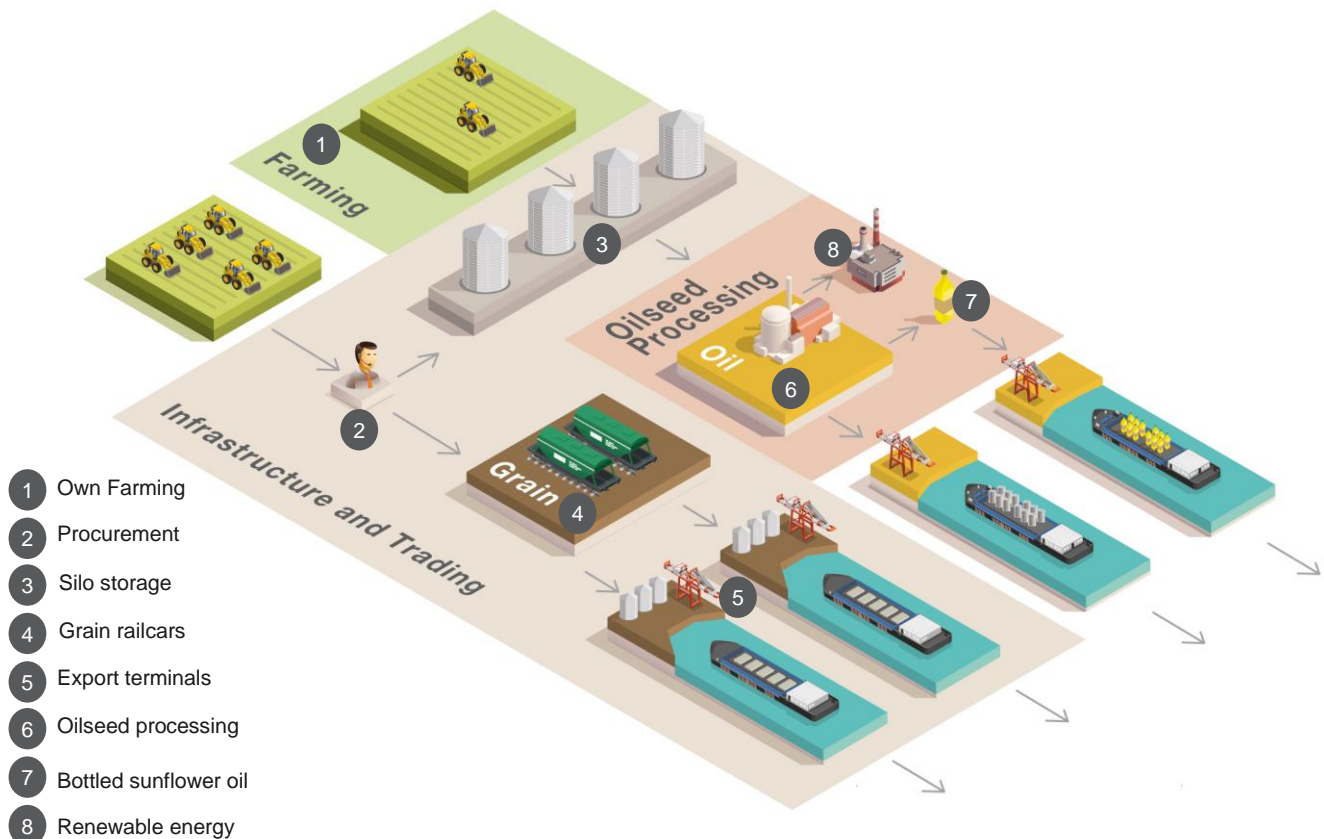 1
Farming
3
8
Oilseed
Processing
7
Oil
6
2
Infrastructure and Trading
Grain
4
5
1 Own Farming
2 Procurement
3 Silo storage
4 Grain railcars
5 Export terminals
6 Oilseed processing
7 Bottled sunflower oil
8 Renewable energy